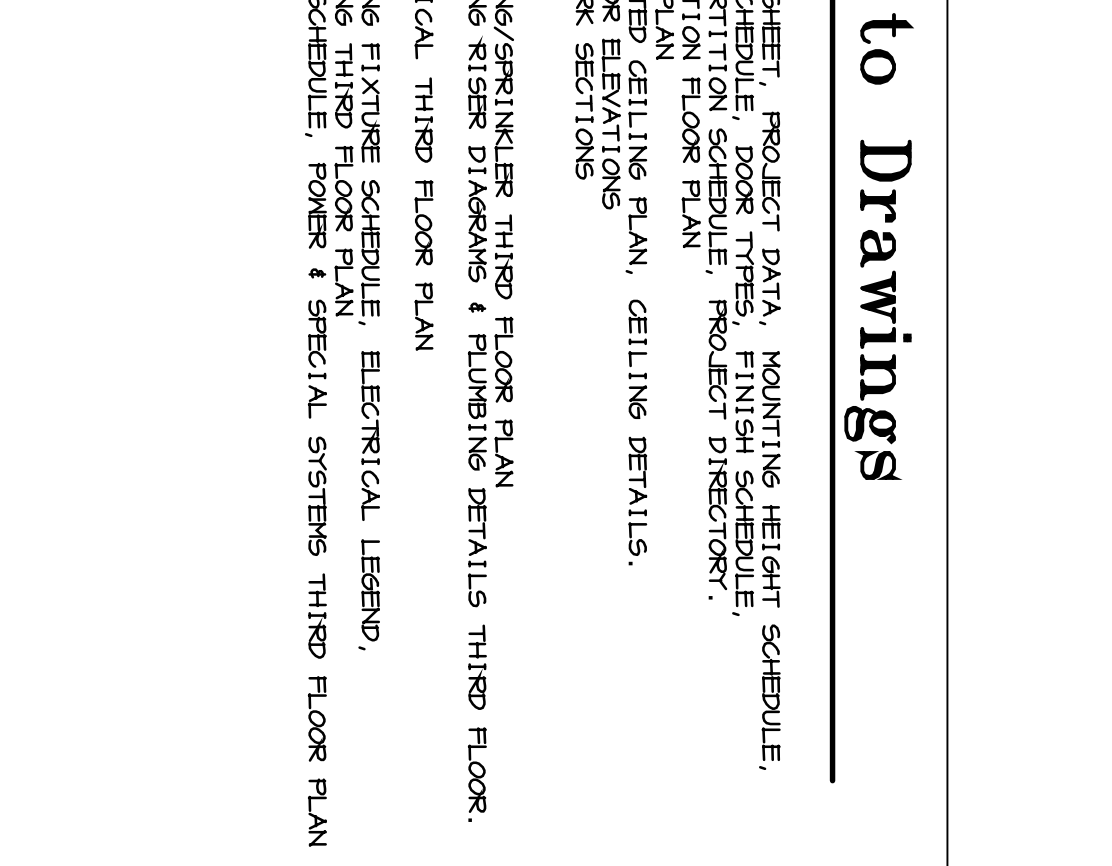 to Drawings
SHEET, PROJECT DATA, MOUNTING HEIGHT SCHEDULE,
SCHEDULE, DOOR TYPES, FINISH SCHEDULE,
RTITION SCHEDULE, PROJECT DIRECTORY.
TION FLOOR PLAN
PLAN
TED CEILING PLAN, CEILING DETAILS.
OR ELEVATIONS
RK SECTIONS
NG/SPRINKLER THIRD FLOOR PLAN
NG RISER DIAGRAMS & PLUMBING DETAILS THIRD FLOOR.
ICAL THIRD FLOOR PLAN
NG FIXTURE SCHEDULE, ELECTRICAL LEGEND,
NG THIRD FLOOR PLAN
SCHEDULE, POWER & SPECIAL SYSTEMS THIRD FLOOR PLAN